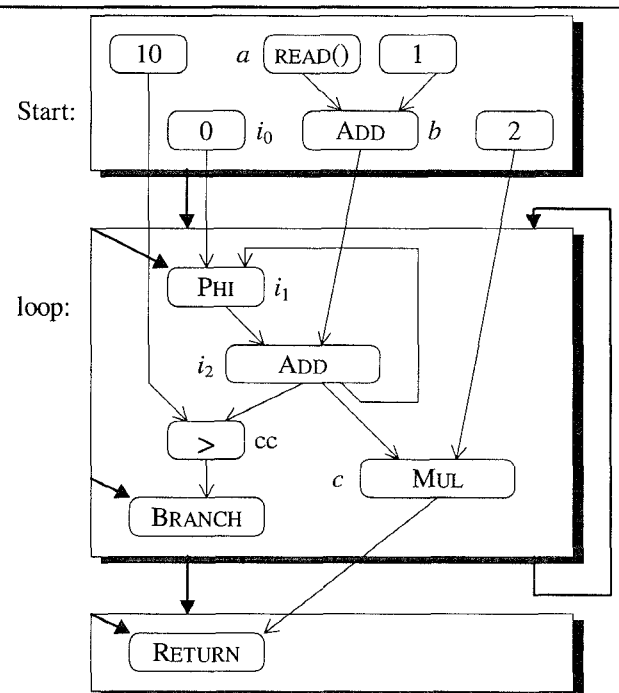 10 a READ() 1
Start:
0 i₀ ADD b 2
PHI i₁
loop:
i₂ ADD
> cc
c MUL
BRANCH
RETURN